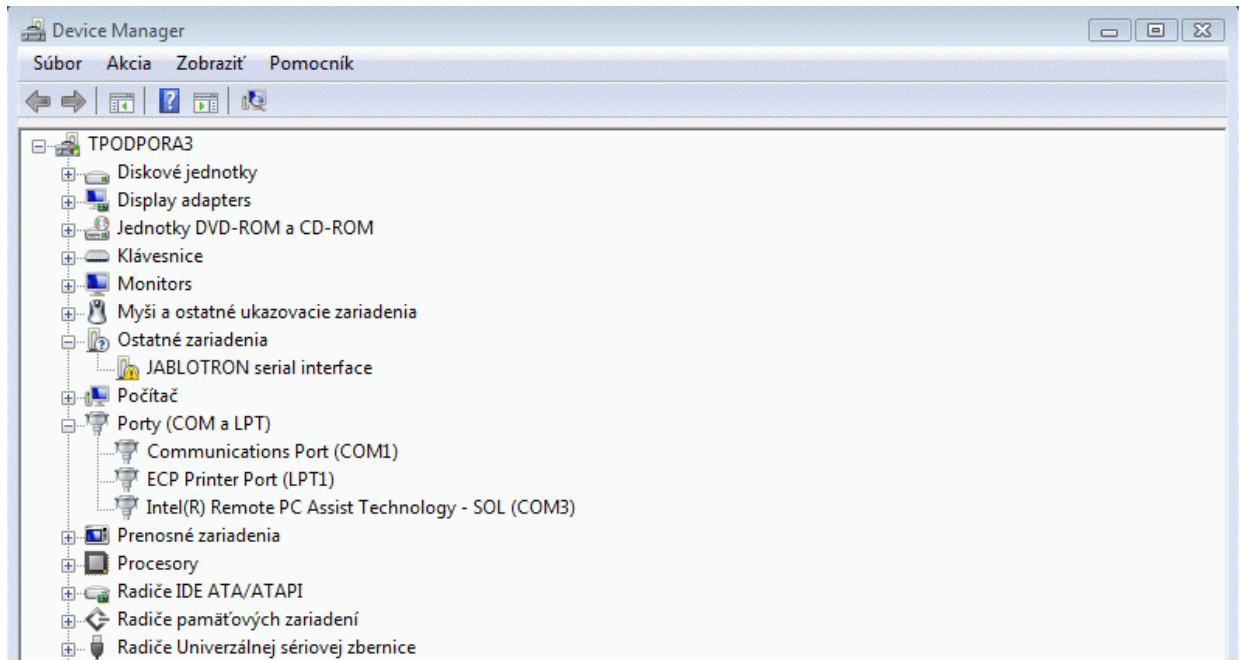 Device Manager
Súbor Akcia Zobraziť Pomocník
TPODPORA3
Diskové jednotky
Display adapters
Jednotky DVD-ROM a CD-ROM
Klávesnice
Monitors
Myši a ostatné ukazovacie zariadenia
Ostatné zariadenia
JABLOTRON serial interface
Počítač
Porty (COM a LPT)
Communications Port (COM1)
ECP Printer Port (LPT1)
Intel(R) Remote PC Assist Technology - SOL (COM3)
Prenosné zariadenia
Procesory
Radiče IDE ATA/ATAPI
Radiče pamäťových zariadení
Radiče Univerzálnej sériovej zbernice